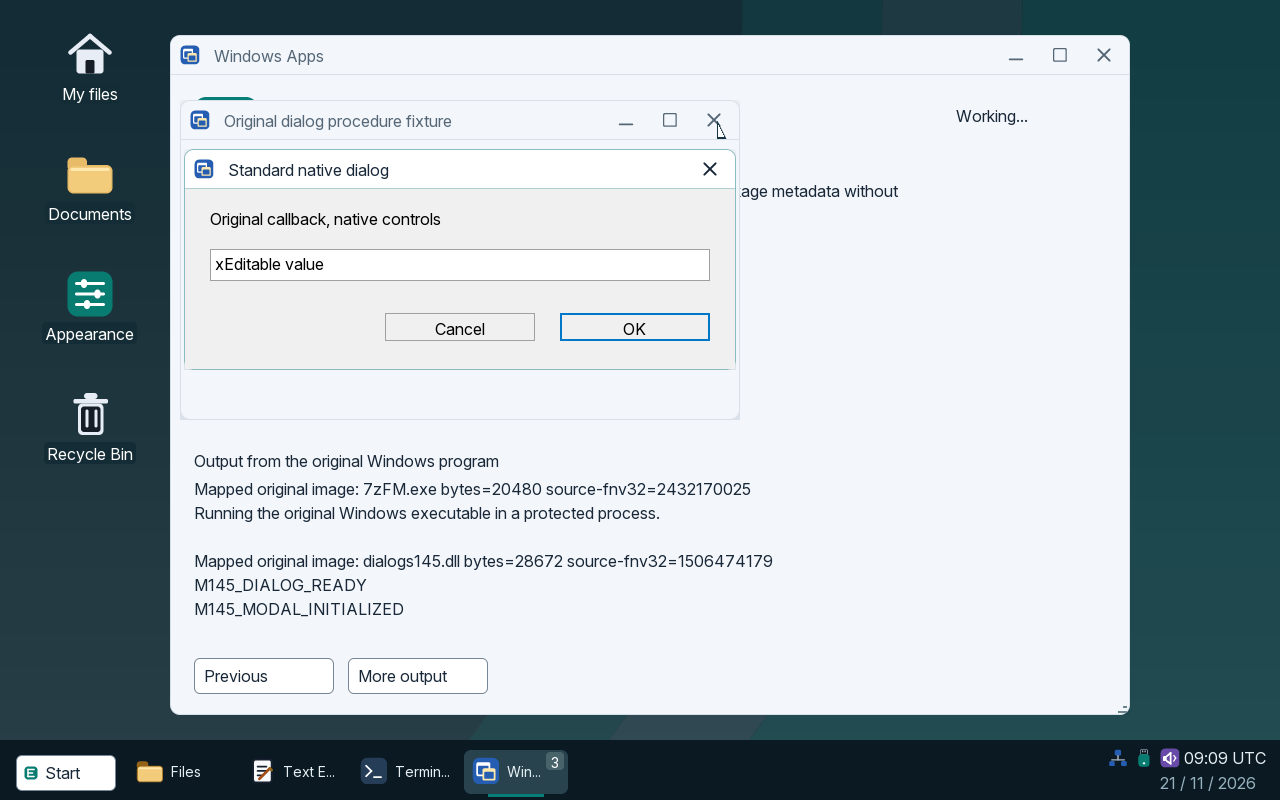 My files
Documents
Appearance
Recycle Bin
Windows Apps
Working...
Original dialog procedure fixture
Standard native dialog
age metadata without
Original callback, native controls
xEditable value
Cancel
OK
Output from the original Windows program
Mapped original image: 7zFM.exe bytes=20480 source-fnv32=2432170025
Running the original Windows executable in a protected process.
Mapped original image: dialogs145.dll bytes=28672 source-fnv32=1506474179
M145_DIALOG_READY
M145_MODAL_INITIALIZED
Previous
More output
E Start
Files
Text E...
Termin...
Win...
3
09:09 UTC
21 / 11 / 2026